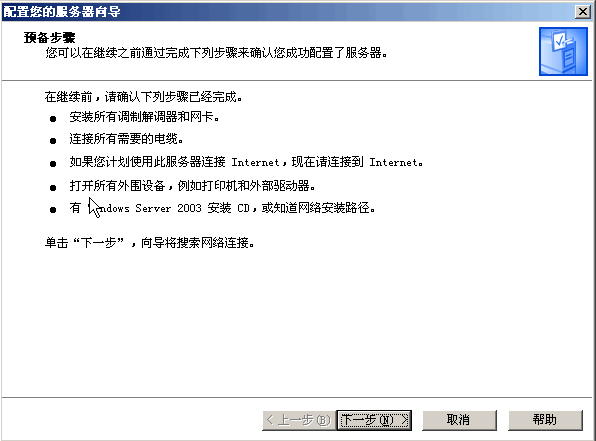 配置您的服务器向导
预备步骤
您可以在继续之前通过完成下列步骤来确认您成功配置了服务器。
在继续前，请确认下列步骤已经完成。
● 安装所有调制解调器和网卡。
● 连接所有需要的电缆。
● 如果您计划使用此服务器连接 Internet，现在请连接到 Internet。
● 打开所有外围设备，例如打印机和外部驱动器。
● 有 Windows Server 2003 安装 CD，或知道网络安装路径。
单击“下一步”，向导将搜索网络连接。
< 上一步(B) 下一步(N) > 取消 帮助